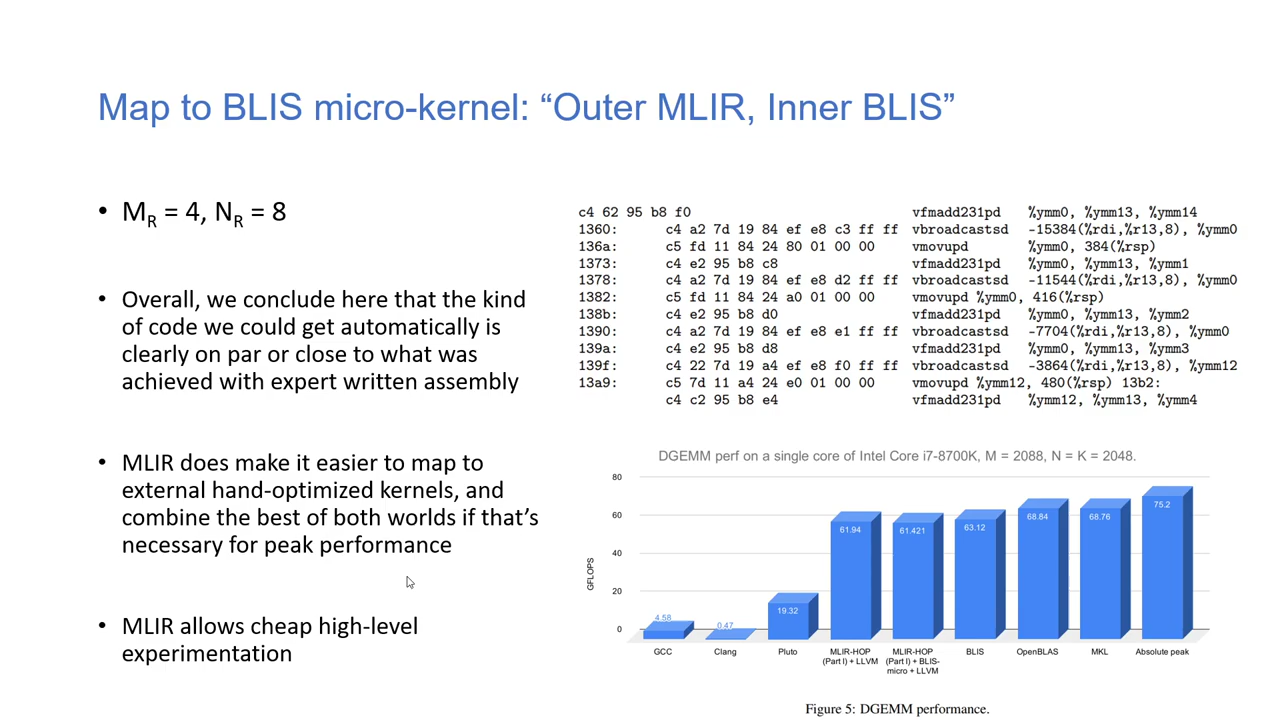 Map to BLIS micro-kernel: “Outer MLIR, Inner BLIS”
• MR = 4, NR = 8
• Overall, we conclude here that the kind
of code we could get automatically is
clearly on par or close to what was
achieved with expert written assembly
• MLIR does make it easier to map to
external hand-optimized kernels, and
combine the best of both worlds if that’s
necessary for peak performance
• MLIR allows cheap high-level
experimentation
c4 62 95 b8 f0 vfmadd231pd %ymm0, %ymm13, %ymm14
1360: c4 a2 7d 19 84 ef e8 c3 ff ff vbroadcastsd -15384(%rdi,%r13,8), %ymm0
136a: c5 fd 11 84 24 80 01 00 00 vmovupd %ymm0, 384(%rsp)
1373: c4 e2 95 b8 c8 vfmadd231pd %ymm0, %ymm13, %ymm1
1378: c4 a2 7d 19 84 ef e8 d2 ff ff vbroadcastsd -11544(%rdi,%r13,8), %ymm0
1382: c5 fd 11 84 24 a0 01 00 00 vmovupd %ymm0, 416(%rsp)
138b: c4 e2 95 b8 d0 vfmadd231pd %ymm0, %ymm13, %ymm2
1390: c4 a2 7d 19 84 ef e8 e1 ff ff vbroadcastsd -7704(%rdi,%r13,8), %ymm0
139a: c4 e2 95 b8 d8 vfmadd231pd %ymm0, %ymm13, %ymm3
139f: c4 22 7d 19 a4 ef e8 f0 ff ff vbroadcastsd -3864(%rdi,%r13,8), %ymm12
13a9: c5 7d 11 a4 24 e0 01 00 00 vmovupd %ymm12, 480(%rsp) 13b2:
c4 c2 95 b8 e4 vfmadd231pd %ymm12, %ymm13, %ymm4
DGEMM perf on a single core of Intel Core i7-8700K, M = 2088, N = K = 2048.
GFLOPS
80
60
40
20
0
4.58
0.47
19.32
61.94
61.421
63.12
68.84
68.76
75.2
GCC
Clang
Pluto
MLIR-HOP
(Part I) + LLVM
MLIR-HOP
(Part I) + BLIS-
micro + LLVM
BLIS
OpenBLAS
MKL
Absolute peak
Figure 5: DGEMM performance.